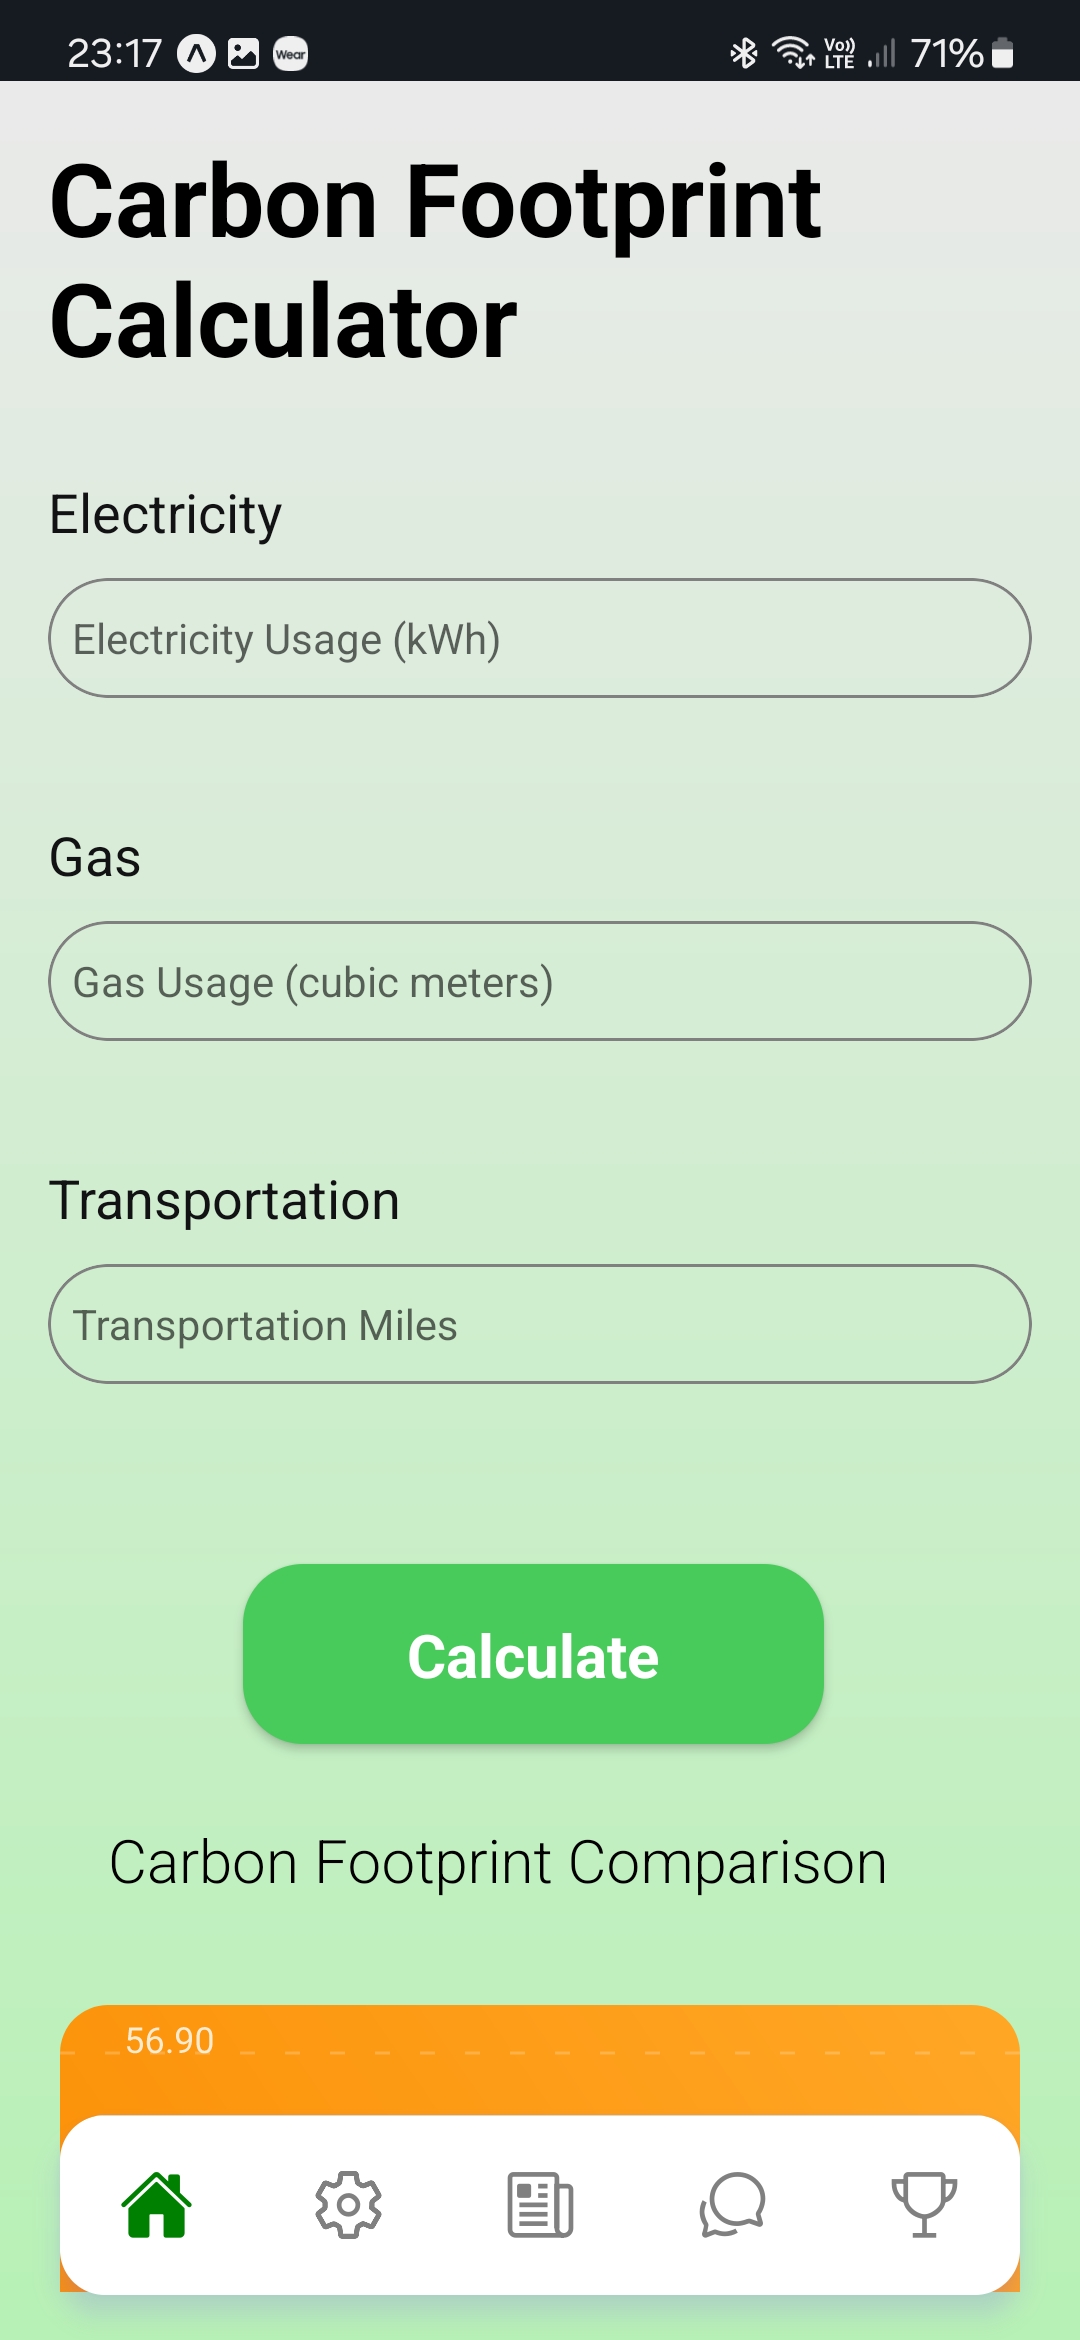 23:17 Wear Vo)) LTE 71%
Carbon Footprint
Calculator
Electricity
Electricity Usage (kWh)
Gas
Gas Usage (cubic meters)
Transportation
Transportation Miles
Calculate
Carbon Footprint Comparison
56.90